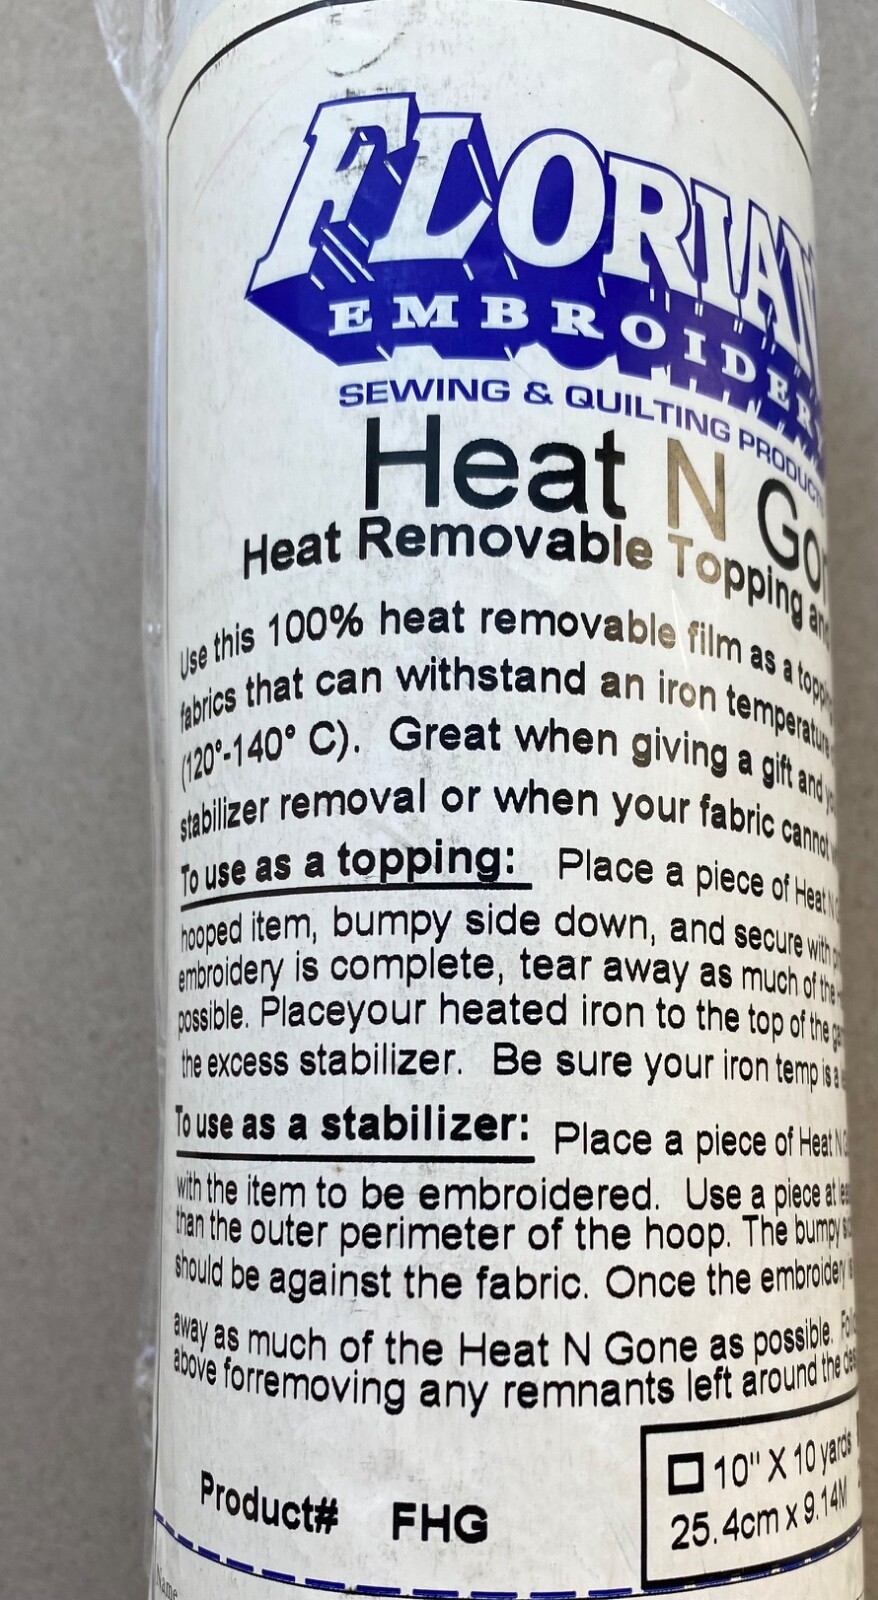 FLORIAN
EMBROIDER
SEWING & QUILTING PRODUCTS
Heat N Gon
Heat Removable Topping and
Use this 100% heat removable film as a topping
fabrics that can withstand an iron temperature
(120°-140° C). Great when giving a gift and
stabilizer removal or when your fabric cannot
To use as a topping: Place a piece of Heat N
hooped item, bumpy side down, and secure with
embroidery is complete, tear away as much of the
possible. Placeyour heated iron to the top of the
the excess stabilizer. Be sure your iron temp is a
To use as a stabilizer: Place a piece of Heat N
with the item to be embroidered. Use a piece at
than the outer perimeter of the hoop. The bumpy
should be against the fabric. Once the embroidery
away as much of the Heat N Gone as possible.
above forremoving any remnants left around the
10" X 10 yards
25.4cm x 9.14M
Product# FHG
Name